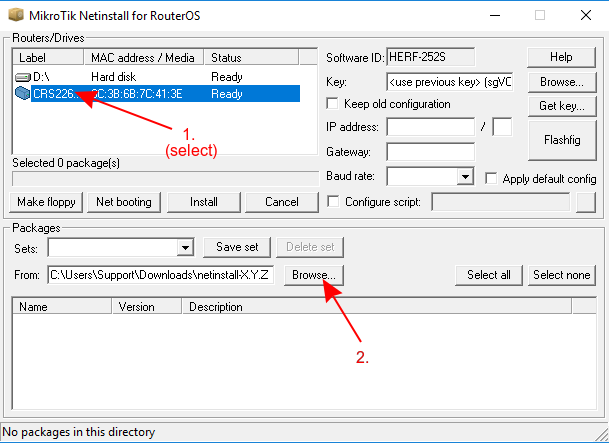 MikroTik Netinstall for RouterOS
Routers/Drives
Label MAC address / Media Status
D:\ Hard disk Ready
CRS226. C:3B:6B:7C:41:3E Ready
1.
(select)
Selected 0 package(s)
Make floppy Net booting Install Cancel
Software ID: HERF-252S Help
Key: <use previous key> (sgVC Browse...
Keep old configuration Get key...
IP address: /
Gateway: Flashfig
Baud rate: Apply default config
Configure script:
Packages
Sets: Save set Delete set
From: C:\Users\Support\Downloads\netinstall-X.Y.Z Browse... Select all Select none
Name Version Description
2.
No packages in this directory